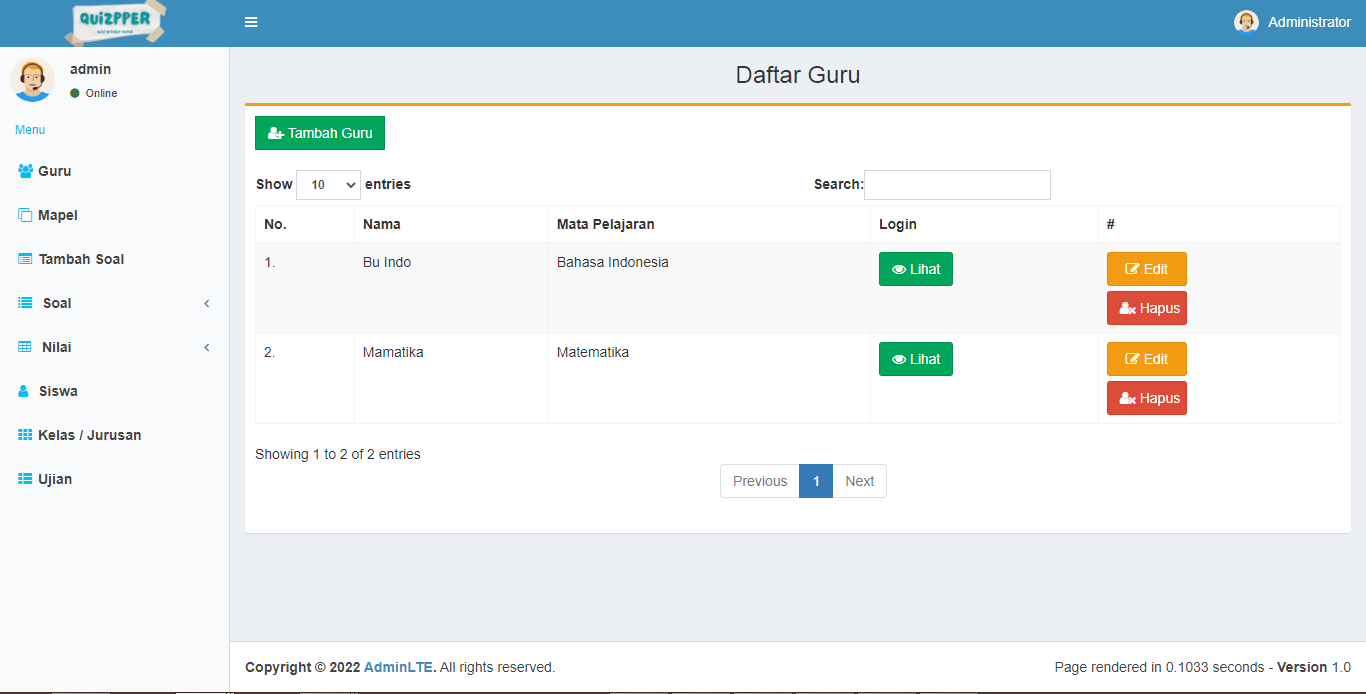 QUIZPPER
QUIZ WITHOUT PAPER
Administrator
admin
Online
Menu
Guru
Mapel
Tambah Soal
Soal
Nilai
Siswa
Kelas / Jurusan
Ujian
Daftar Guru
Tambah Guru
Show 10 entries
Search:
No. Nama Mata Pelajaran Login #
1. Bu Indo Bahasa Indonesia Lihat Edit
Hapus
2. Mamatika Matematika Lihat Edit
Hapus
Showing 1 to 2 of 2 entries
Previous 1 Next
Copyright © 2022 AdminLTE. All rights reserved.
Page rendered in 0.1033 seconds - Version 1.0